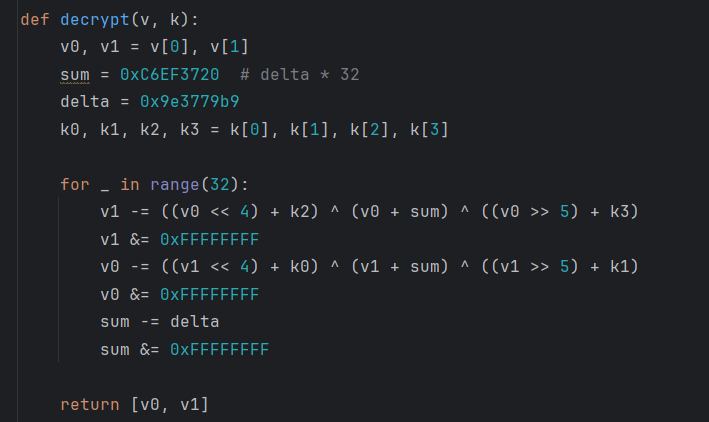 def decrypt(v, k):
    v0, v1 = v[0], v[1]
    sum = 0xC6EF3720  # delta * 32
    delta = 0x9e3779b9
    k0, k1, k2, k3 = k[0], k[1], k[2], k[3]
    for _ in range(32):
        v1 -= ((v0 << 4) + k2) ^ (v0 + sum) ^ ((v0 >> 5) + k3)
        v1 &= 0xFFFFFFFF
        v0 -= ((v1 << 4) + k0) ^ (v1 + sum) ^ ((v1 >> 5) + k1)
        v0 &= 0xFFFFFFFF
        sum -= delta
        sum &= 0xFFFFFFFF
    return [v0, v1]